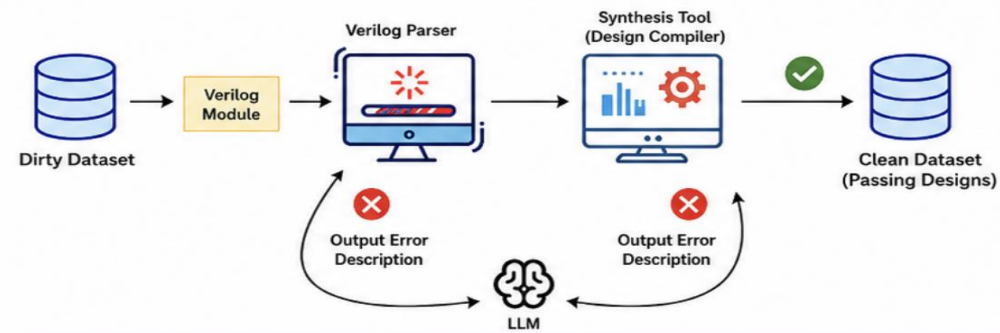 Verilog Parser
Synthesis Tool
(Design Compiler)
Verilog
Module
Dirty Dataset
Clean Dataset
(Passing Designs)
Output Error
Description
Output Error
Description
LLM